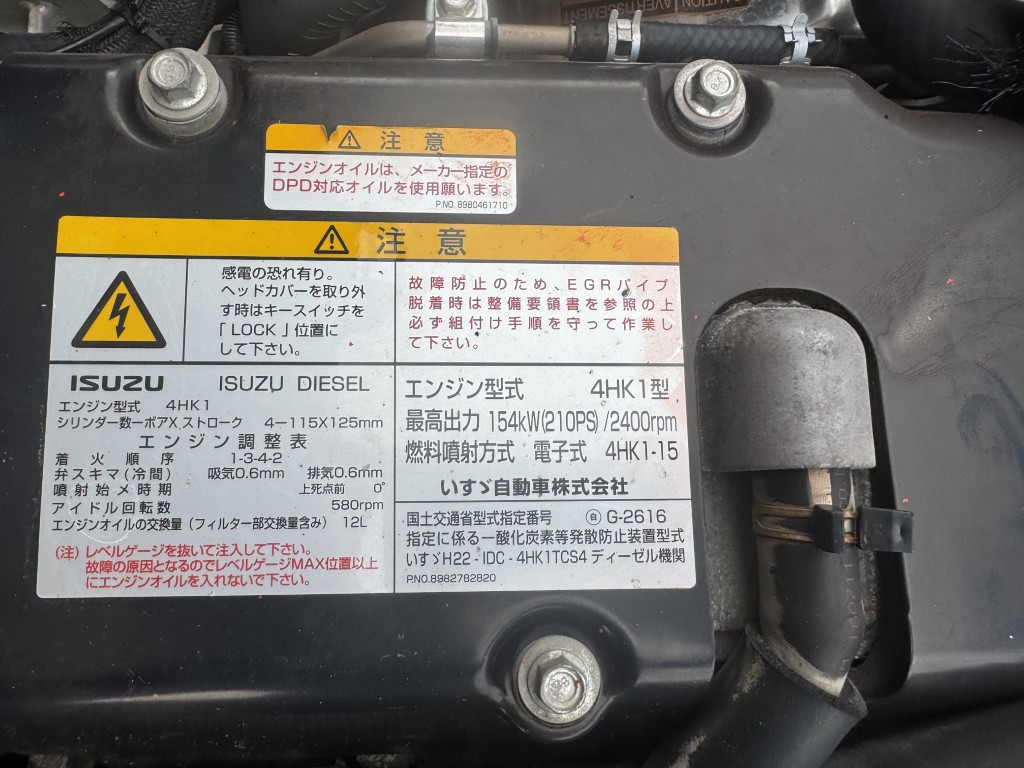 CAUTION / AVERTISSEMENT
注意
エンジンオイルは、メーカー指定の
DPD対応オイルを使用願います。
P.NO. 8980461710
注意
感電の恐れ有り。
ヘッドカバーを取り外
す時はキースイッチを
「LOCK」位置に
して下さい。
故障防止のため、EGRパイプ
脱着時は整備要領書を参照の上
必ず組付け手順を守って作業し
て下さい。
ISUZU ISUZU DIESEL
エンジン型式 4HK1
シリンダー数ーボアX ストローク 4ー115X125mm
エンジン調整表
着火順序 1-3-4-2
弁スキマ(冷間) 吸気0.6mm 排気0.6mm
噴射始メ時期 上死点前 0°
アイドル回転数 580rpm
エンジンオイルの交換量(フィルター部交換量含み) 12L
(注) レベルゲージを抜いて注入して下さい。
故障の原因となるのでレベルゲージMAX位置以上
にエンジンオイルを入れないで下さい。
エンジン型式 4HK1型
最高出力 154kW(210PS)/2400rpm
燃料噴射方式 電子式 4HK1-15
いすゞ自動車株式会社
国土交通省型式指定番号 ㊐ G-2616
指定に係る一酸化炭素等発散防止装置型式
いすゞH22・IDC・4HK1TCS4 ディーゼル機関
P.NO.8982782820